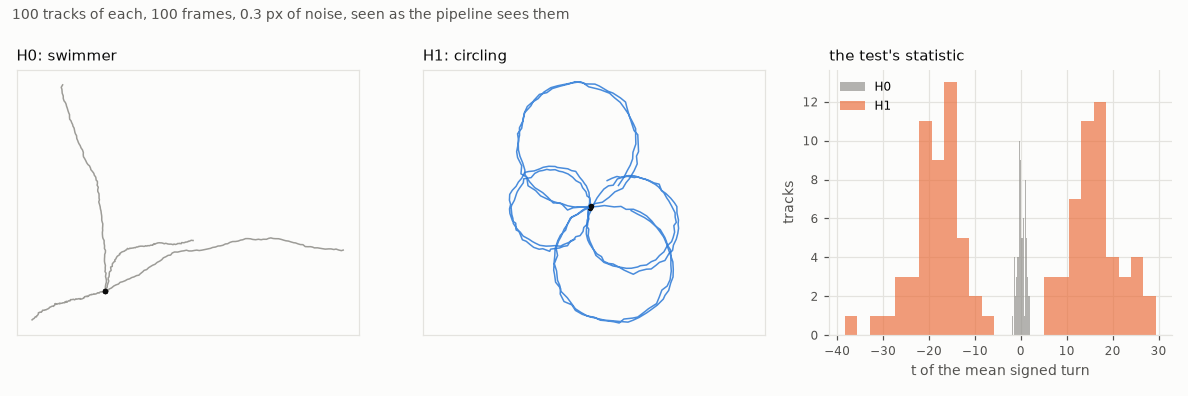 100 tracks of each, 100 frames, 0.3 px of noise, seen as the pipeline sees them
H0: swimmer
H1: circling
the test's statistic
H0
H1
12
10
8
6
4
2
0
tracks
−40 −30 −20 −10 0 10 20 30
t of the mean signed turn